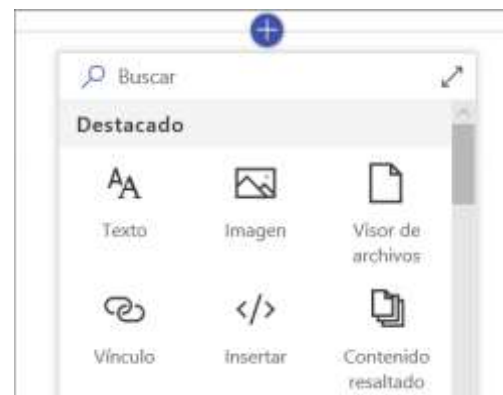 Buscar
Destacado
Texto
Imagen
Visor de
archivos
Vínculo
Insertar
Contenido
resaltado